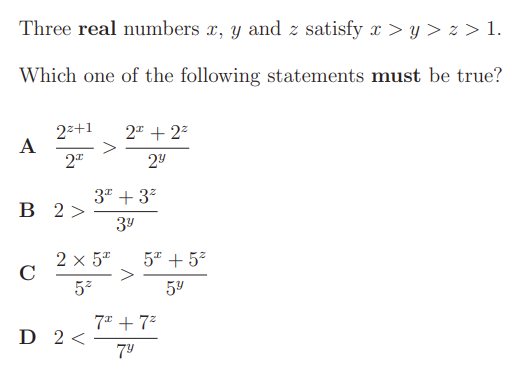 Three real numbers x, y and z satisfy x > y > z > 1.
Which one of the following statements must be true?
A \frac{2^{z+1}}{2^x} > \frac{2^x + 2^z}{2^y}
B 2 > \frac{3^x + 3^z}{3^y}
C \frac{2 × 5^x}{5^z} > \frac{5^x + 5^z}{5^y}
D 2 < \frac{7^x + 7^z}{7^y}